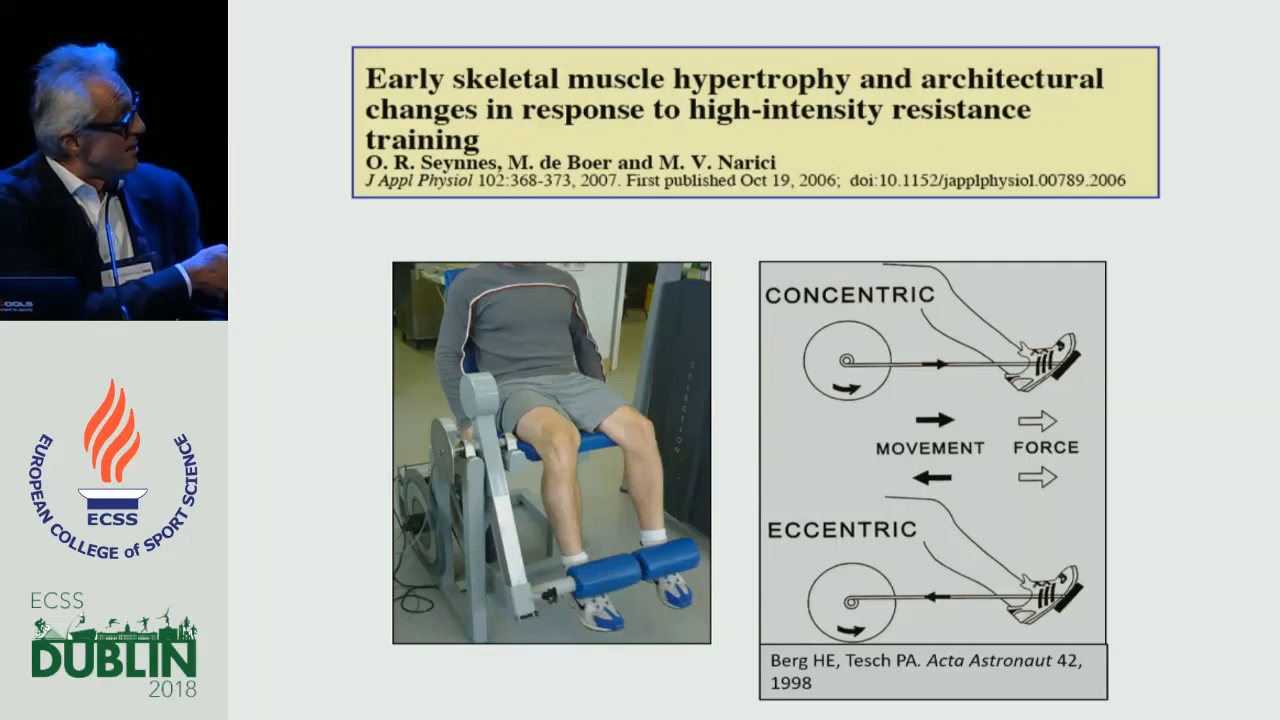 Early skeletal muscle hypertrophy and architectural
changes in response to high-intensity resistance
training
O. R. Seynnes, M. de Boer and M. V. Narici
J Appl Physiol 102:368-373, 2007. First published Oct 19, 2006; doi:10.1152/japplphysiol.00789.2006
CONCENTRIC
MOVEMENT FORCE
ECCENTRIC
Berg HE, Tesch PA. Acta Astronaut 42,
1998
SELECTION
EUROPEAN COLLEGE of SPORT SCIENCE
ECSS
ECSS
DUBLIN
2018